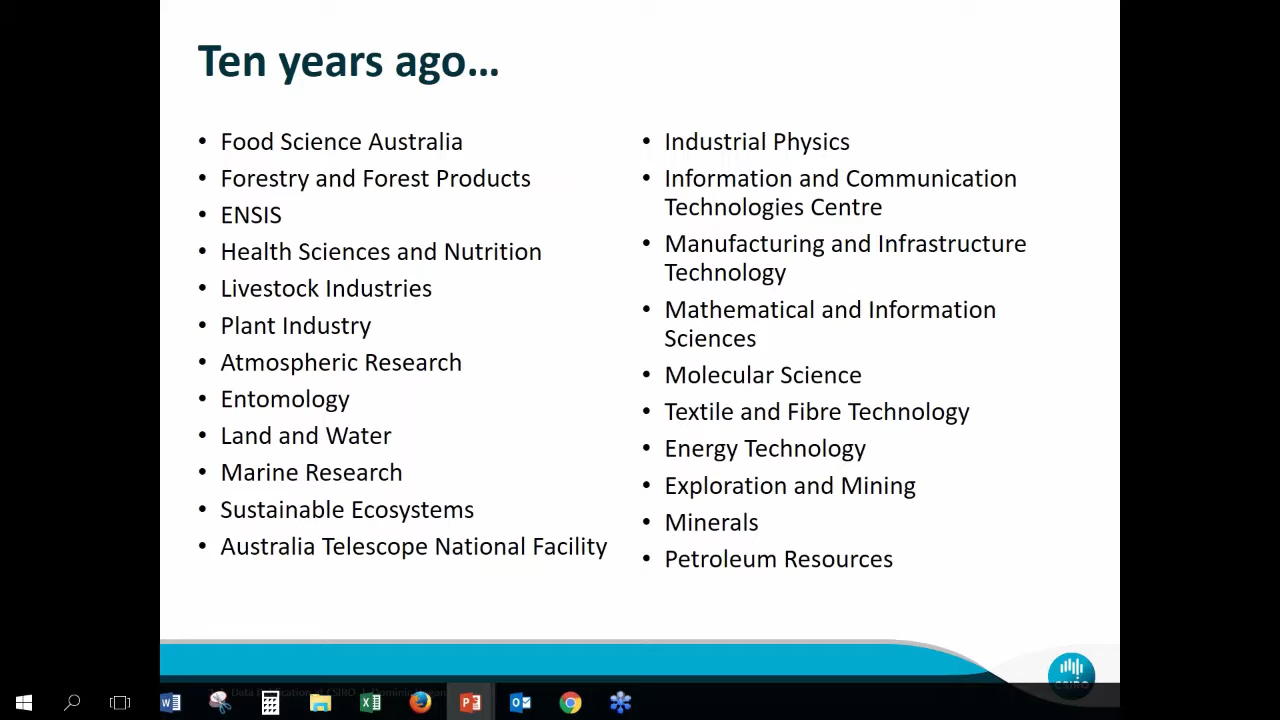 Ten years ago...
• Food Science Australia
• Forestry and Forest Products
• ENSIS
• Health Sciences and Nutrition
• Livestock Industries
• Plant Industry
• Atmospheric Research
• Entomology
• Land and Water
• Marine Research
• Sustainable Ecosystems
• Australia Telescope National Facility
• Industrial Physics
• Information and Communication
Technologies Centre
• Manufacturing and Infrastructure
Technology
• Mathematical and Information
Sciences
• Molecular Science
• Textile and Fibre Technology
• Energy Technology
• Exploration and Mining
• Minerals
• Petroleum Resources
CSIRO